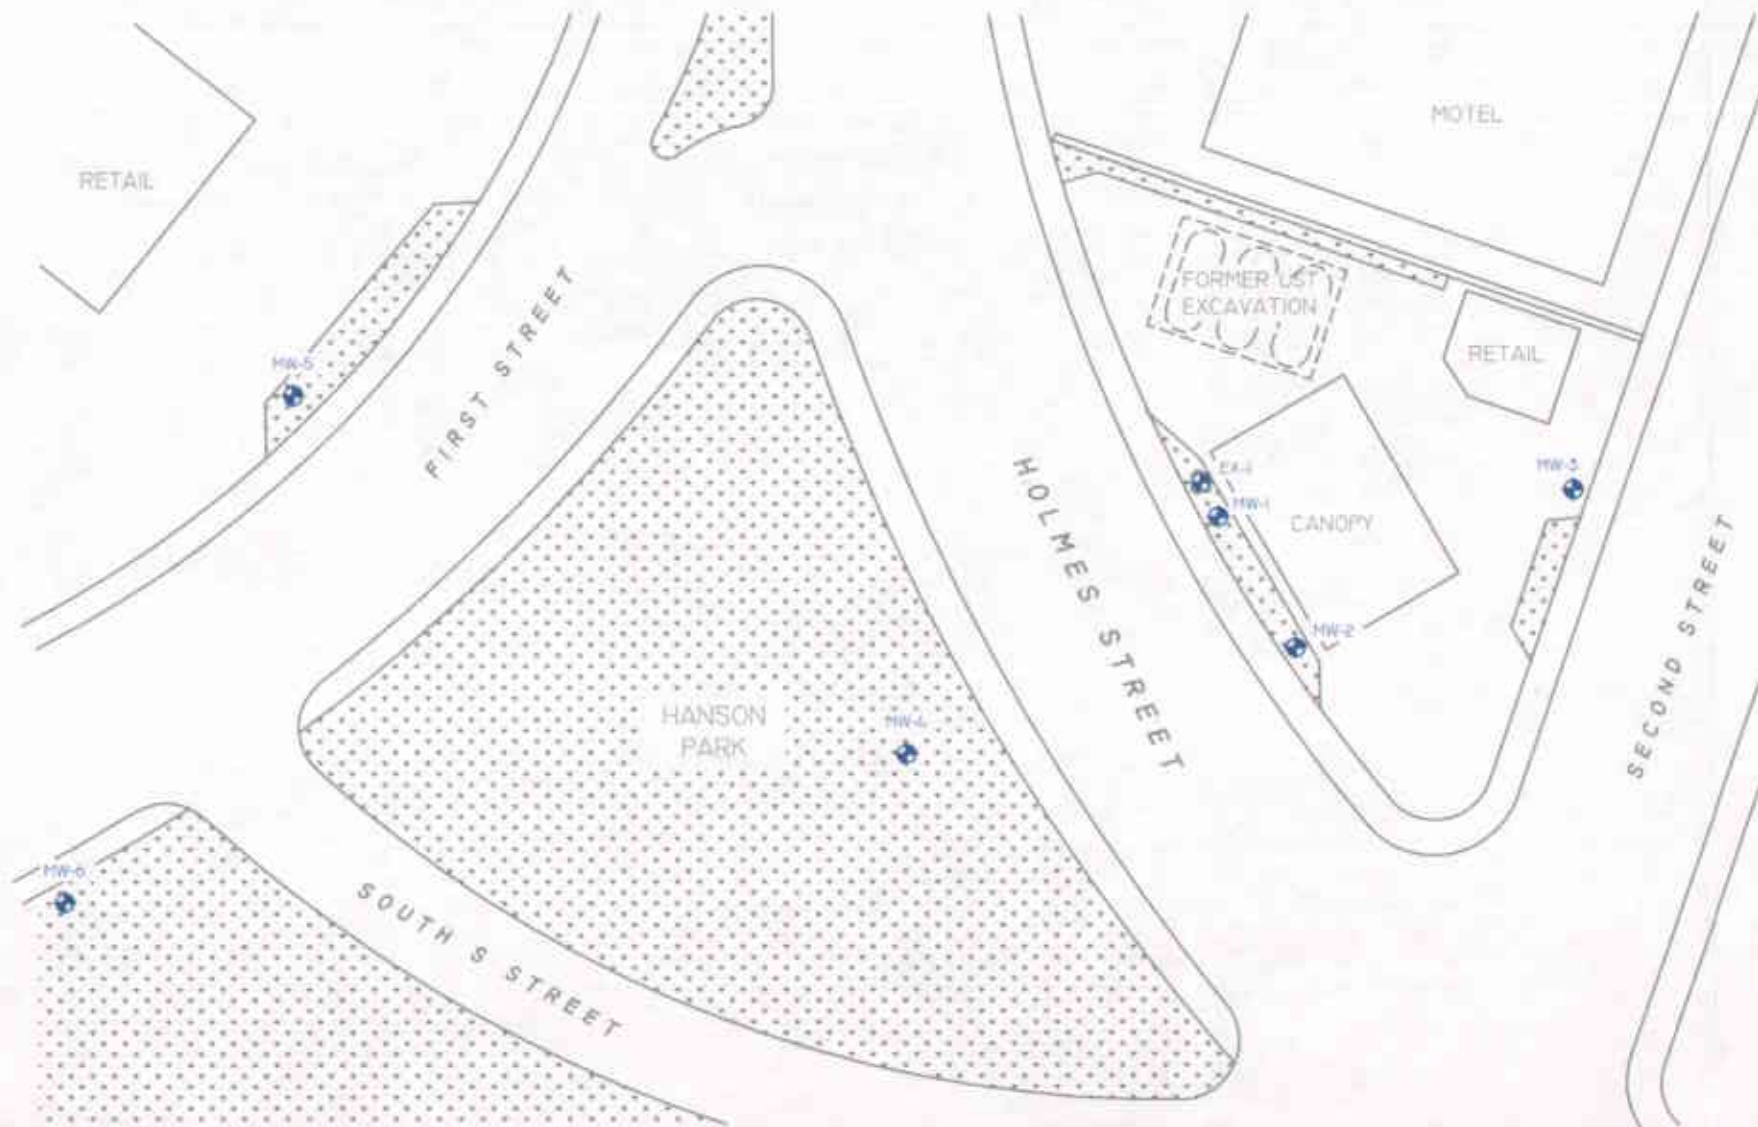 MOTEL
RETAIL
FORMER UST
EXCAVATION
FIRST STREET
RETAIL
MW-5
HOLMES STREET
EX-1
MW-3
MW-1
CANOPY
SECOND STREET
MW-2
HANSON
PARK
MW-4
MW-6
SOUTH S STREET